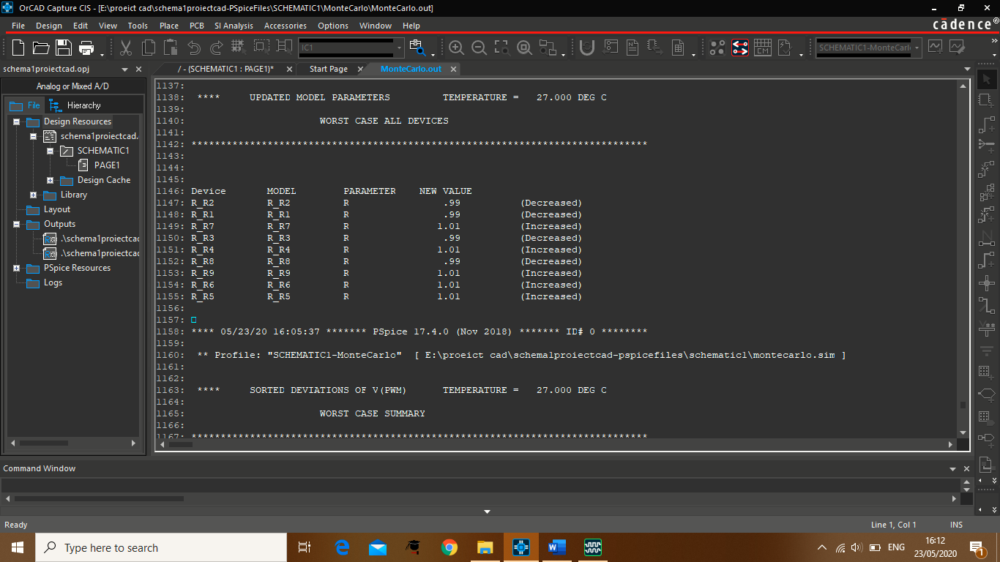 OrCAD Capture CIS - [E:\proeict cad\schema1proiectcad-PSpiceFiles\SCHEMATIC1\MonteCarlo\MonteCarlo.out]
File Design Edit View Tools Place PCB SI Analysis Accessories Options Window Help
cādence®
IC1
SCHEMATIC1-MonteCarl
schema1proiectcad.opj
/ - (SCHEMATIC1 : PAGE1)*
Start Page
MonteCarlo.out
Analog or Mixed A/D
File
Hierarchy
Design Resources
schema1proiectcad.
SCHEMATIC1
PAGE1
Design Cache
Library
Layout
Outputs
.\schema1proiectcad
.\schema1proiectcad
PSpice Resources
Logs
1137:
1138: **** UPDATED MODEL PARAMETERS TEMPERATURE = 27.000 DEG C
1139:
1140: WORST CASE ALL DEVICES
1141:
1142: ******************************************************************************
1143:
1144:
1145:
1146: Device MODEL PARAMETER NEW VALUE
1147: R_R2 R_R2 R .99 (Decreased)
1148: R_R1 R_R1 R .99 (Decreased)
1149: R_R7 R_R7 R 1.01 (Increased)
1150: R_R3 R_R3 R .99 (Decreased)
1151: R_R4 R_R4 R 1.01 (Increased)
1152: R_R8 R_R8 R .99 (Decreased)
1153: R_R9 R_R9 R 1.01 (Increased)
1154: R_R6 R_R6 R 1.01 (Increased)
1155: R_R5 R_R5 R 1.01 (Increased)
1156:
1157: □
1158: **** 05/23/20 16:05:37 ******* PSpice 17.4.0 (Nov 2018) ******* ID# 0 ********
1159:
1160: ** Profile: "SCHEMATIC1-MonteCarlo" [ E:\proeict cad\schema1proiectcad-pspicefiles\schematic1\montecarlo.sim ]
1161:
1162:
1163: **** SORTED DEVIATIONS OF V(PWM) TEMPERATURE = 27.000 DEG C
1164:
1165: WORST CASE SUMMARY
1166:
1167: ******************************************************************************
Command Window
Ready
Line 1, Col 1
INS
Type here to search
ENG
16:12
23/05/2020
1